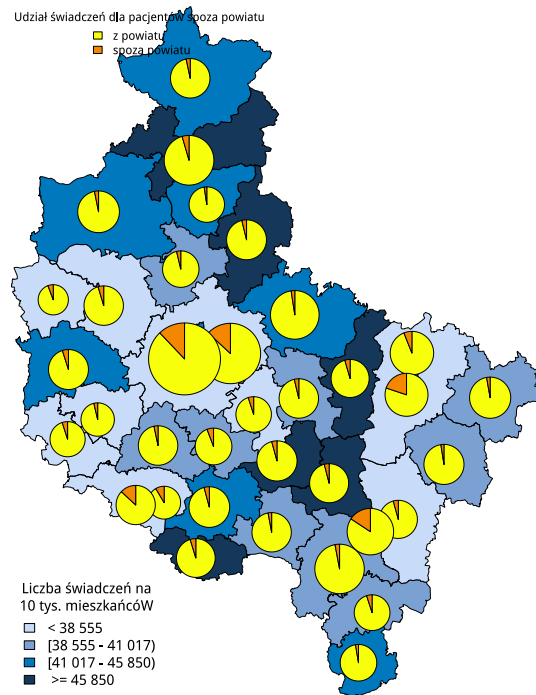 Udział świadczeń dla pacjentów spoza powiatu
z powiatu
spoza powiatu
Liczba świadczeń na
10 tys. mieszkańcóW
< 38 555
[38 555 - 41 017)
[41 017 - 45 850)
>= 45 850